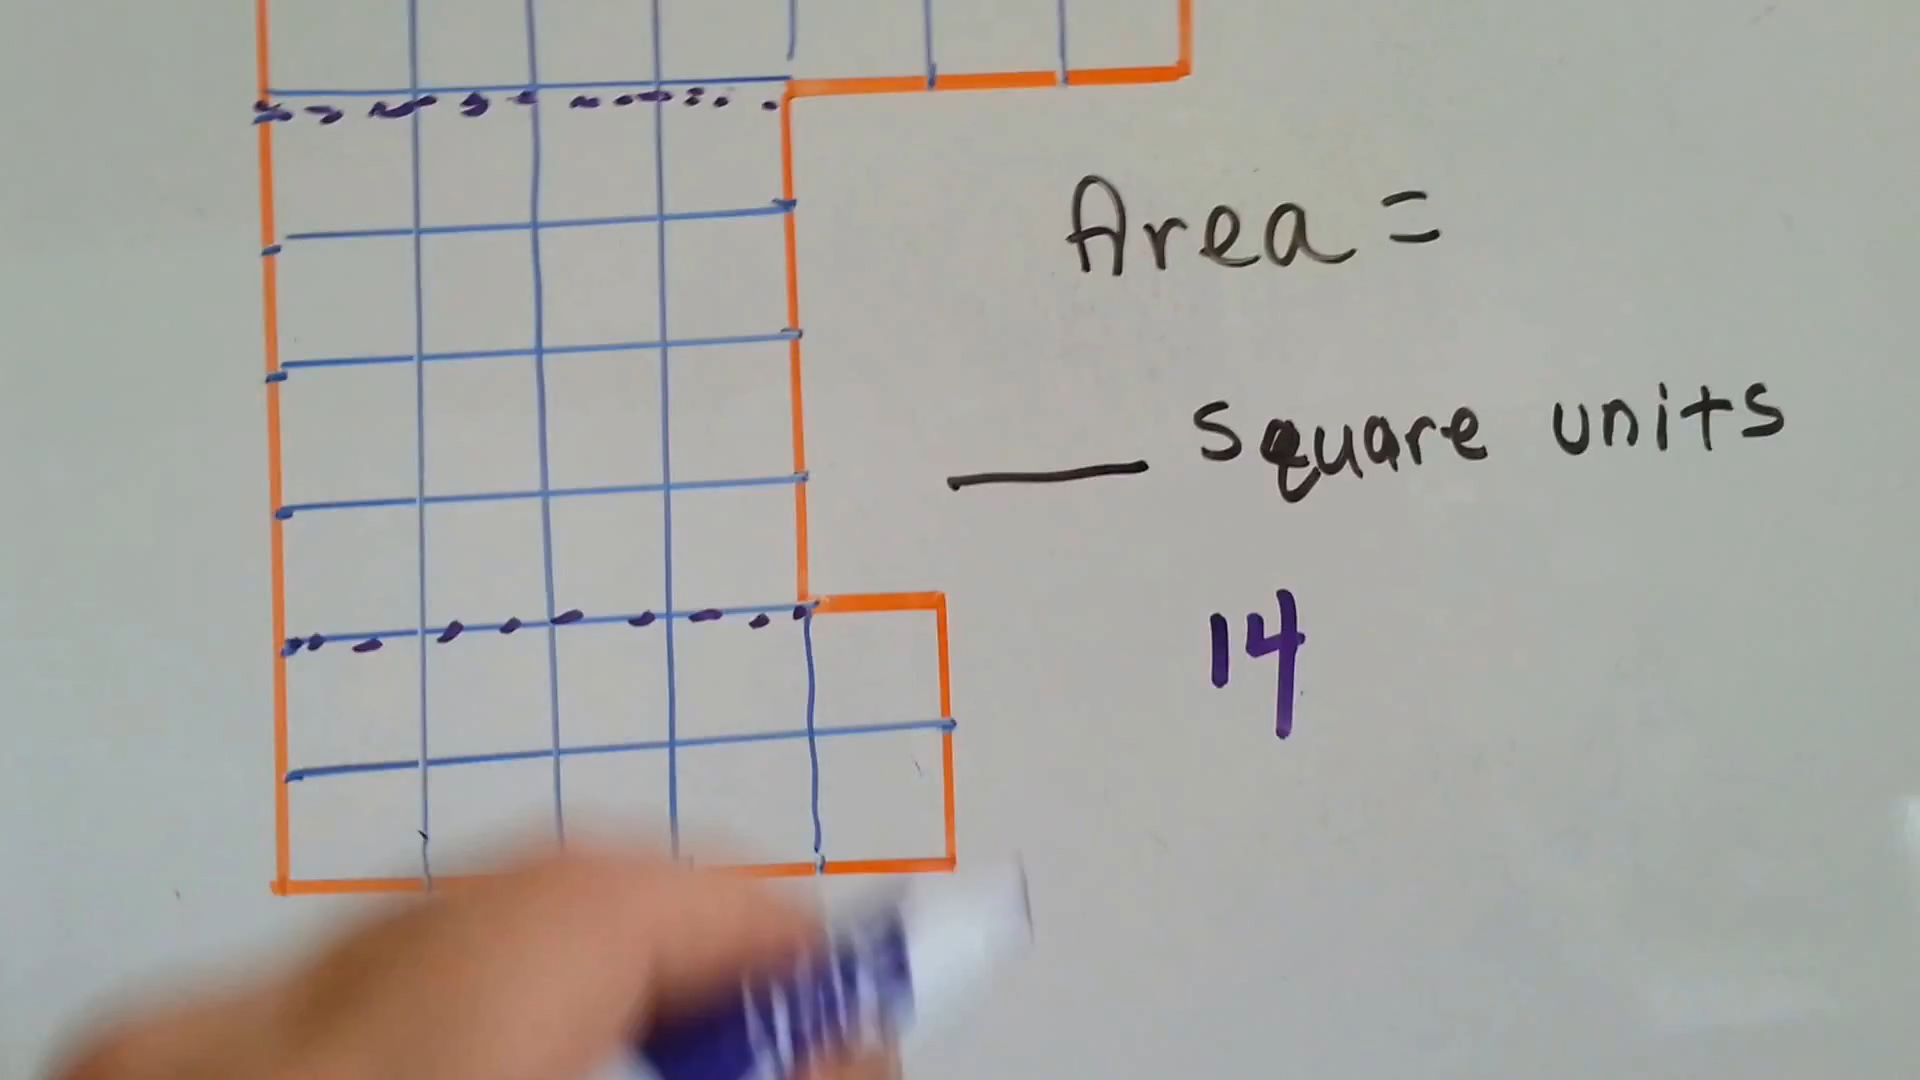 Area =
___ square units
14